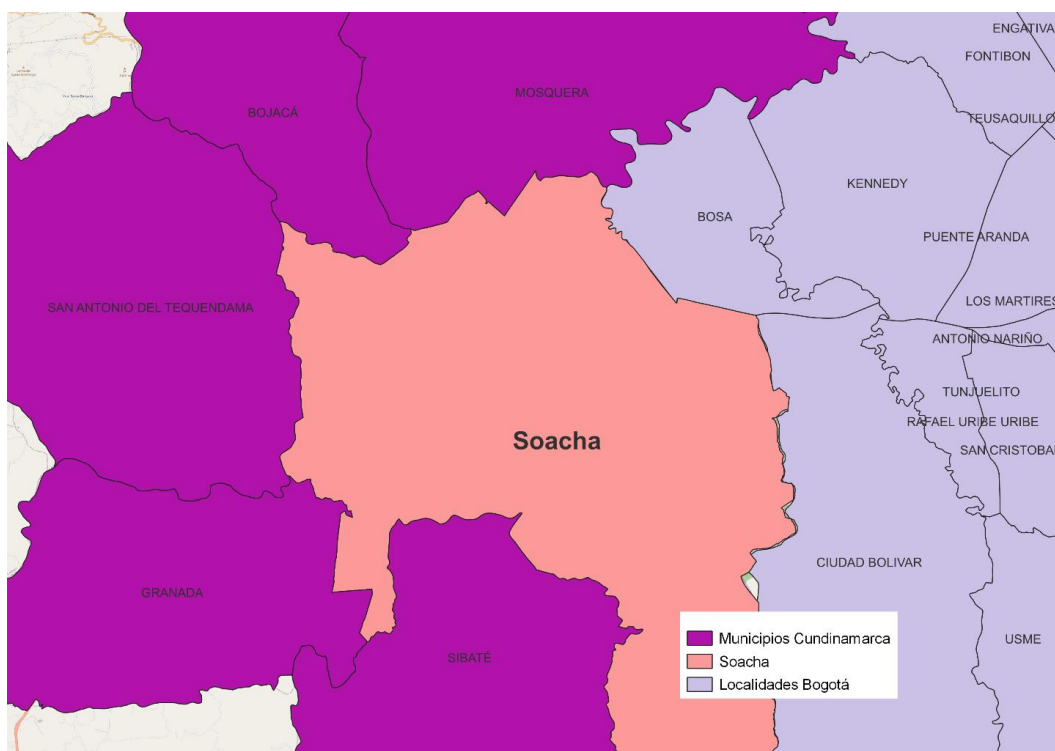 ENGATIVA
FONTIBON
MOSQUERA
BOJACÁ
TEUSAQUILLO
KENNEDY
BOSA
PUENTE ARANDA
SAN ANTONIO DEL TEQUENDAMA
LOS MARTIRES
ANTONIO NARIÑO
TUNJUELITO
RAFAEL URIBE URIBE
Soacha
SAN CRISTOBAL
CIUDAD BOLIVAR
GRANADA
USME
SIBATÉ
Municipios Cundinamarca
Soacha
Localidades Bogotá